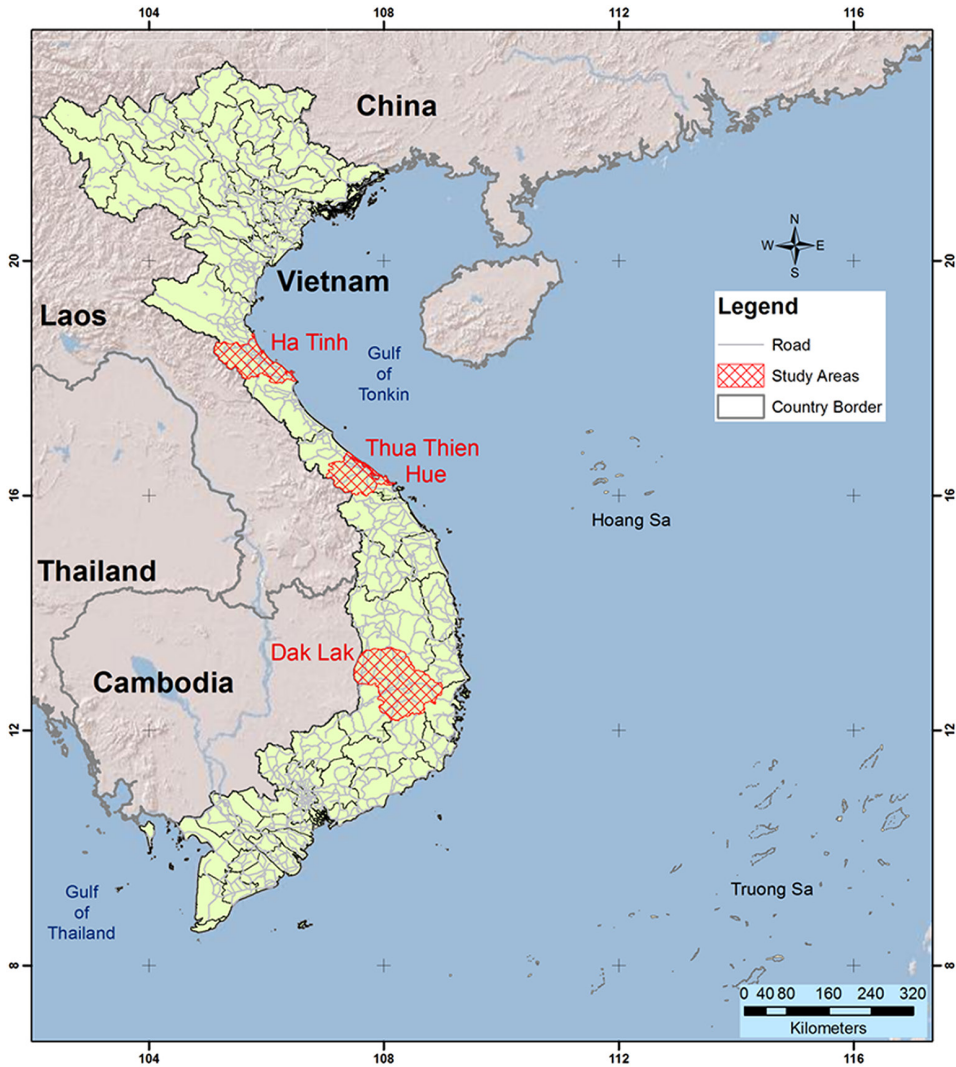 104 108 112 116
China
N
W E
S
20 20
Vietnam
Legend
Laos
Road
Ha Tinh
Gulf
of
Tonkin
Study Areas
Country Border
Thua Thien
Hue
16 16
Hoang Sa
Thailand
Dak Lak
Cambodia
12 12
Truong Sa
Gulf
of
Thailand
8 8
0 40 80 160 240 320
Kilometers
104 108 112 116